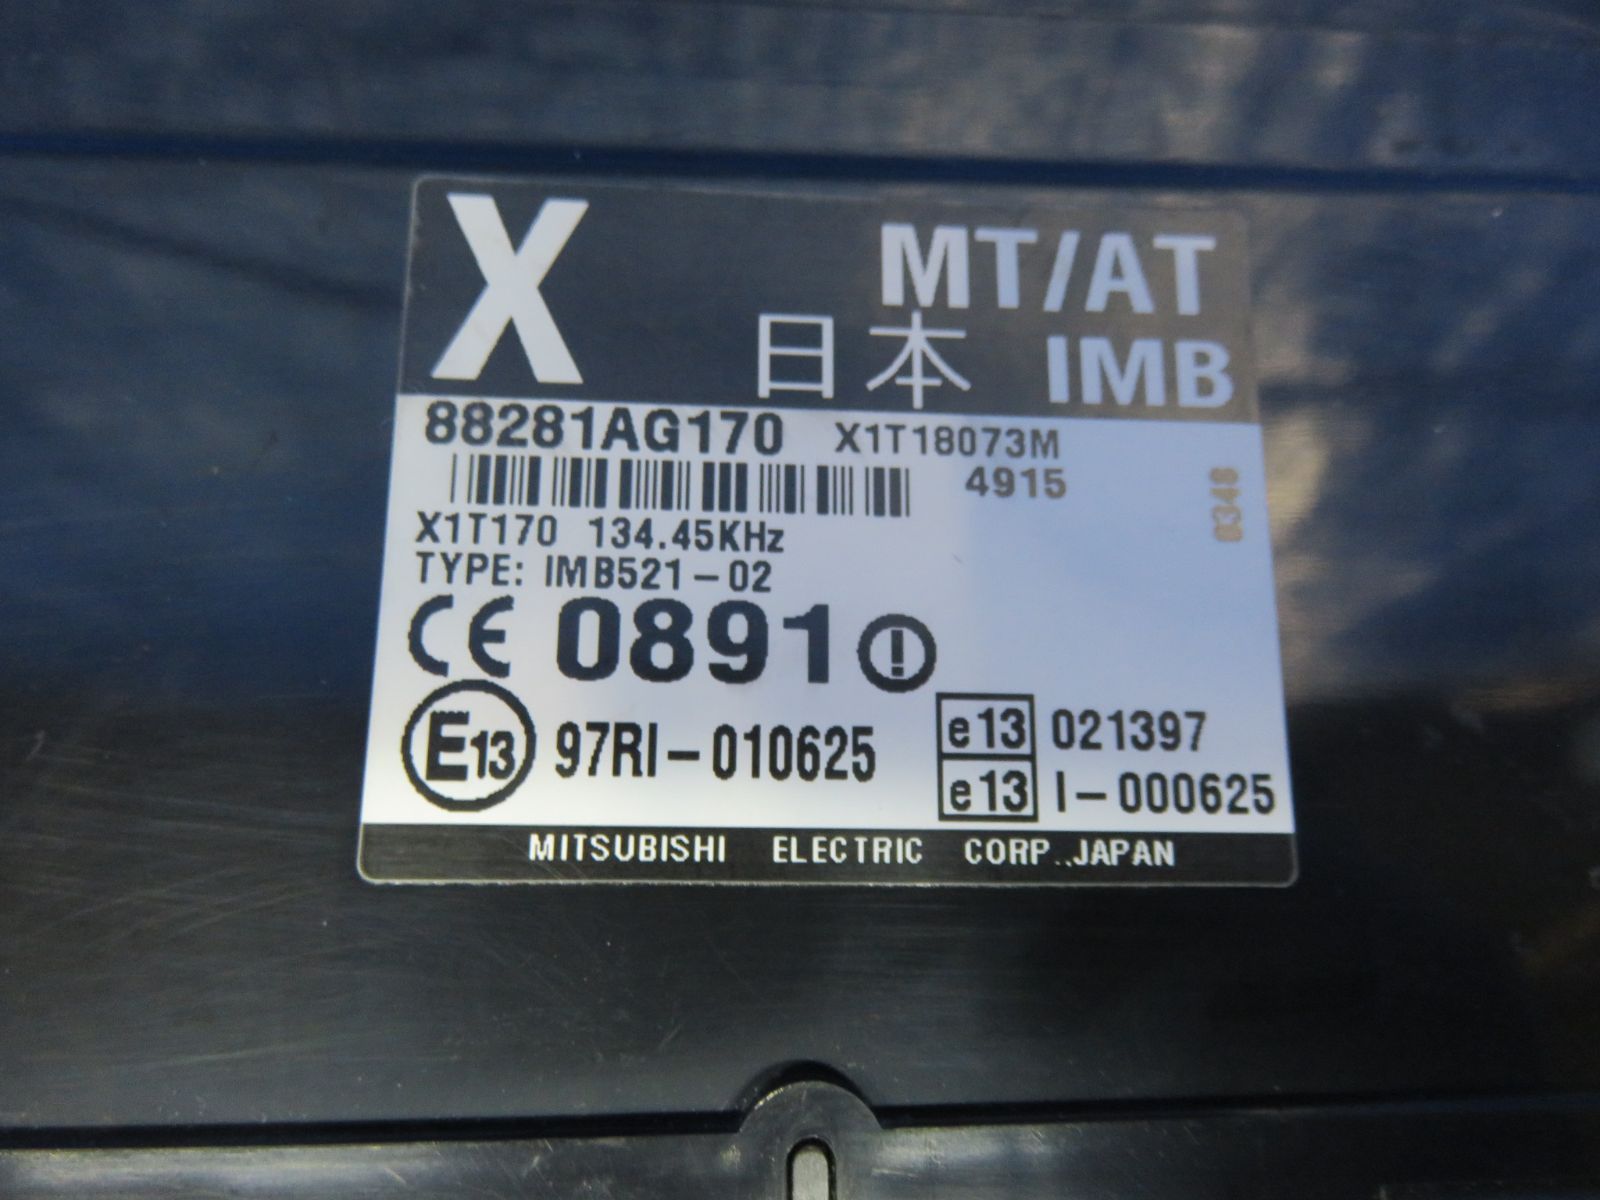 X MT/AT
日本 IMB
88281AG170 X1T18073M
4915
X1T170 134.45KHz
TYPE: IMB521-02
CE 0891
E13 97RI-010625
e13 021397
e13 I-000625
MITSUBISHI ELECTRIC CORP.,JAPAN